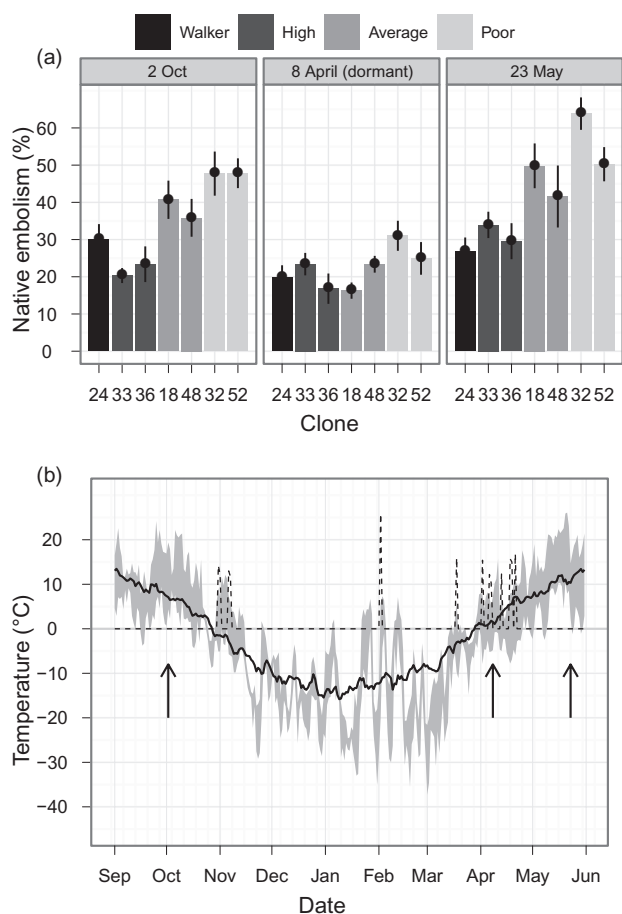 Walker High Average Poor
(a)
2 Oct 8 April (dormant) 23 May
Native embolism (%)
60
50
40
30
20
10
0
24 33 36 18 48 32 52 24 33 36 18 48 32 52 24 33 36 18 48 32 52
Clone
(b)
Temperature (°C)
20
10
0
−10
−20
−30
−40
Sep Oct Nov Dec Jan Feb Mar Apr May Jun
Date